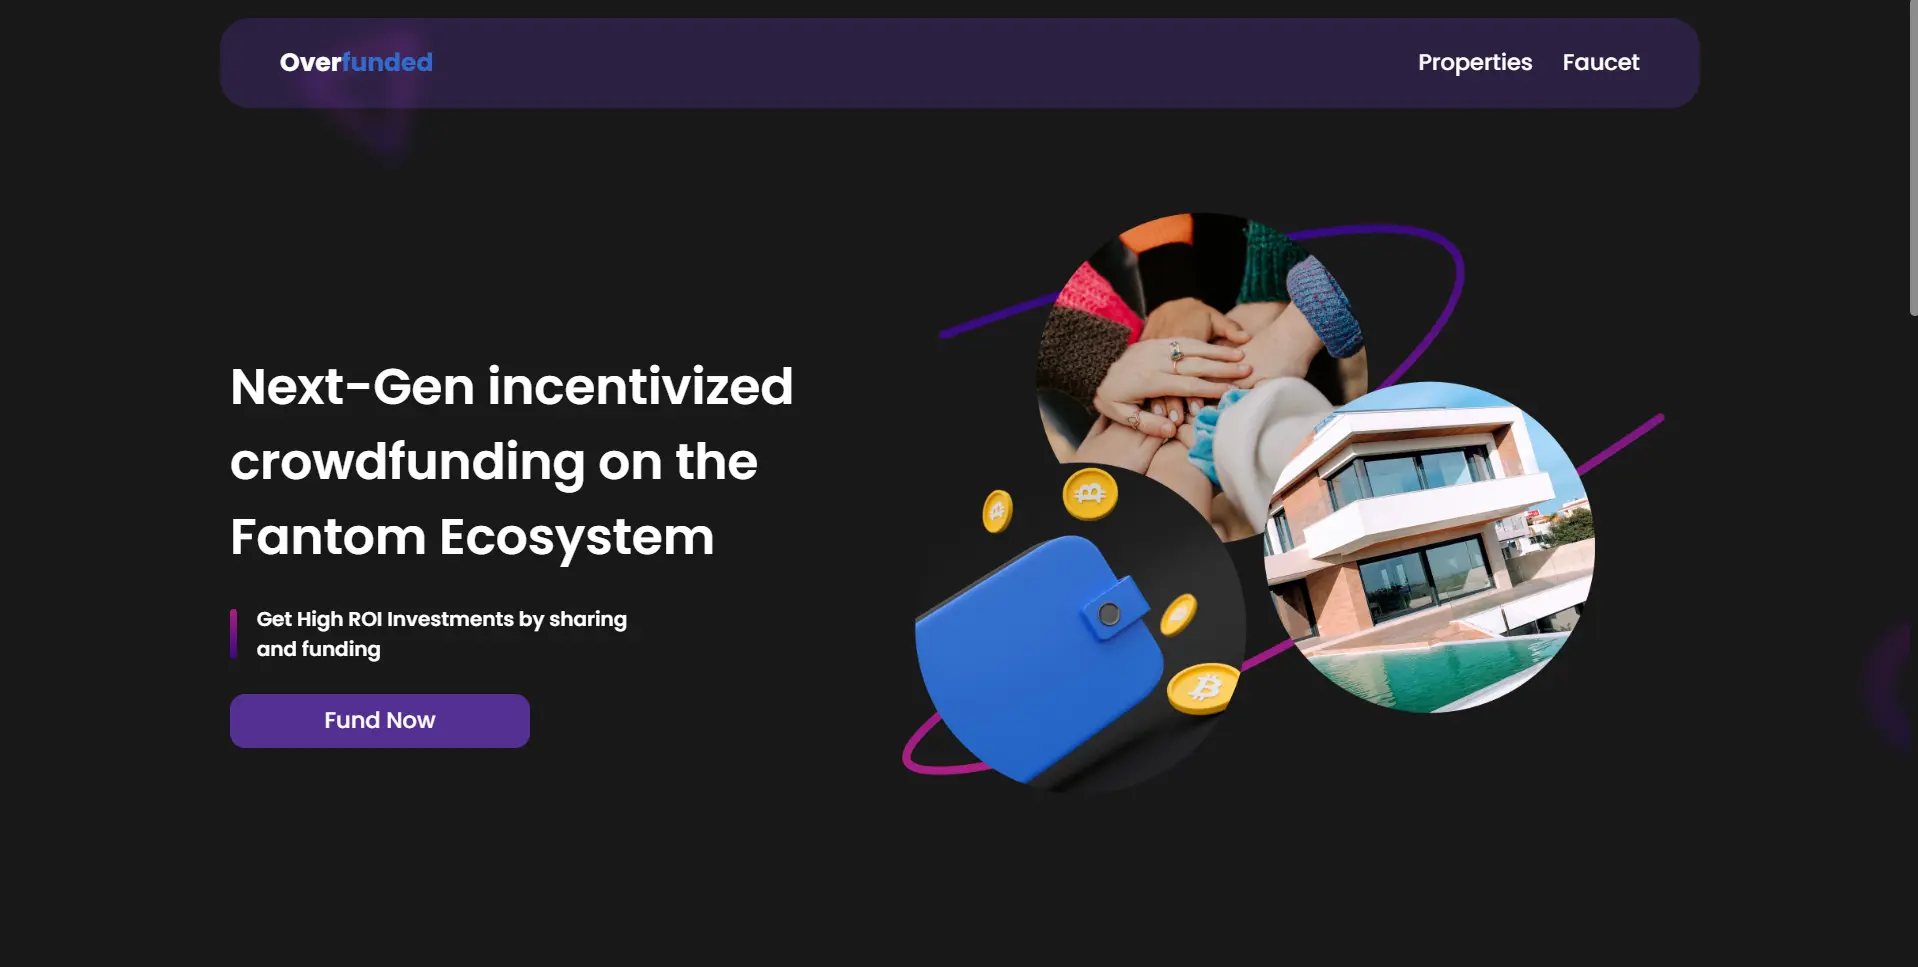 Overfunded
Properties
Faucet
Next-Gen incentivized
crowdfunding on the
Fantom Ecosystem
Get High ROI Investments by sharing
and funding
Fund Now